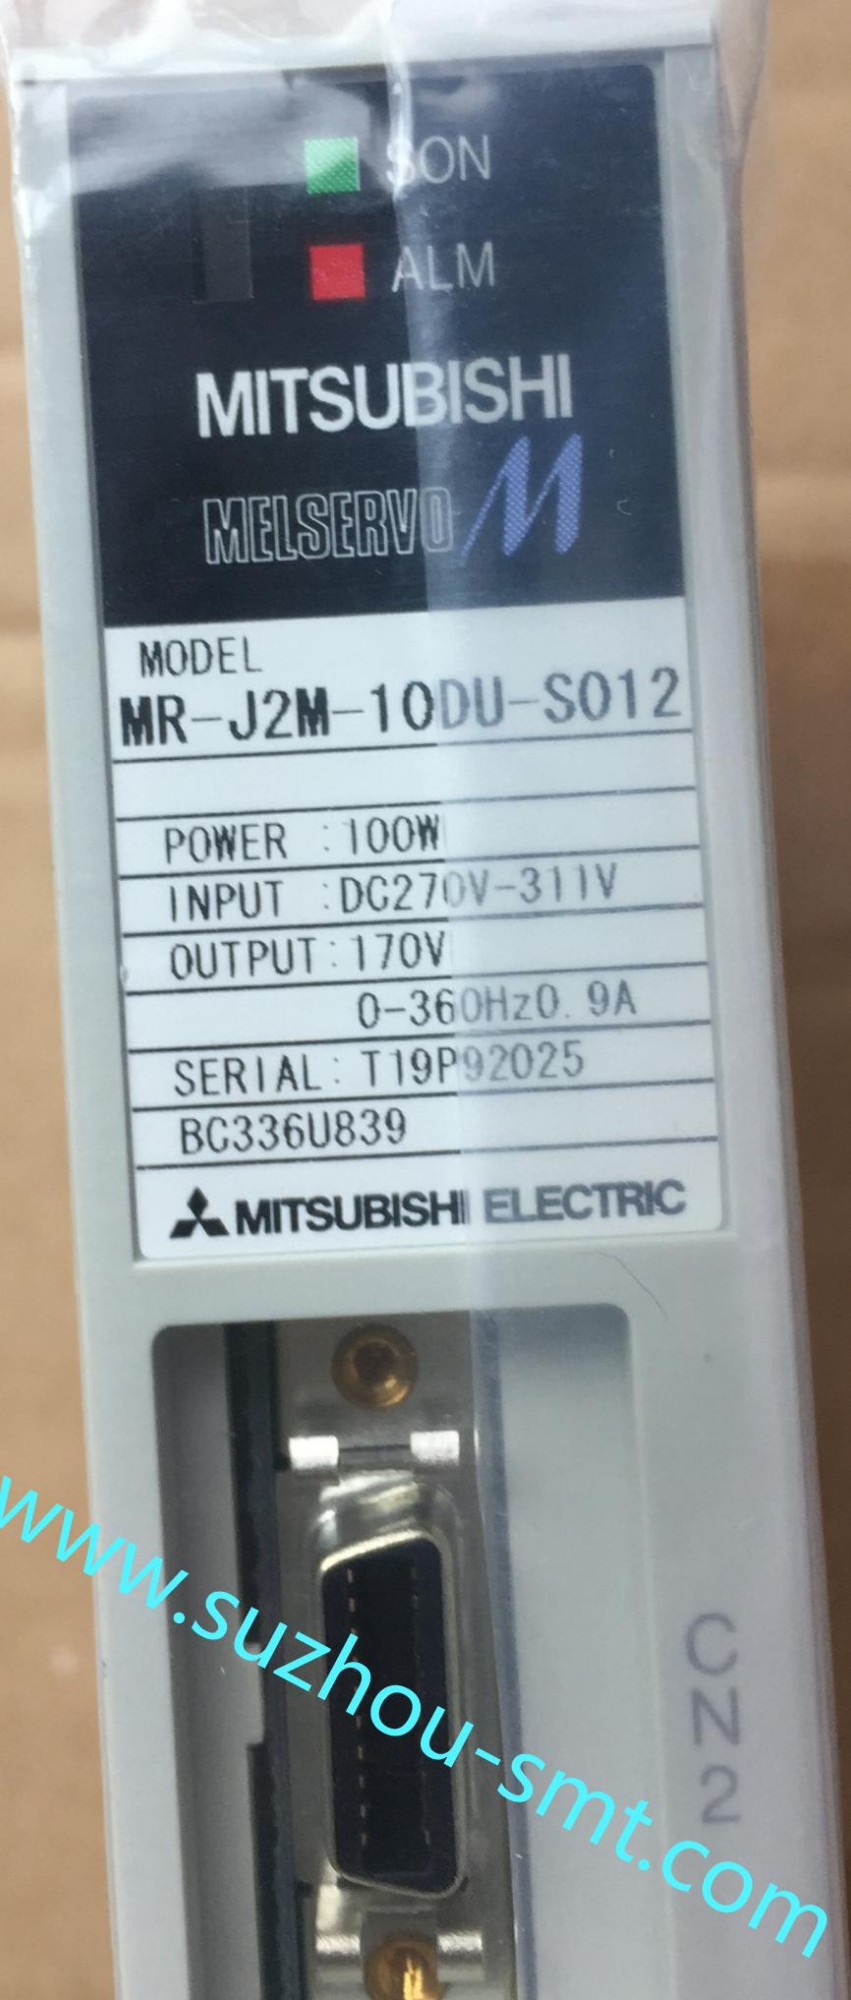 SON
ALM
MITSUBISHI
MELSERVO M
MODEL
MR-J2M-10DU-S012
POWER :100W
INPUT :DC270V-311V
OUTPUT:170V
0-360Hz0.9A
SERIAL:T19P92025
BC336U839
MITSUBISHI ELECTRIC
CN2
www.suzhou-smt.com